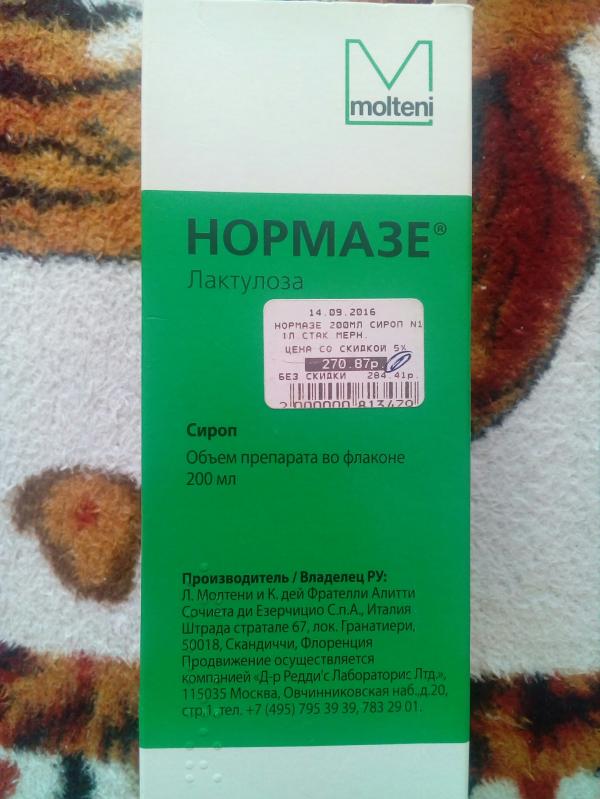 molteni
НОРМАЗЕ®
Лактулоза
14.09.2016
НОРМАЗЕ 200МЛ СИРОП N1
1Л СТАК МЕРН.
ЦЕНА СО СКИДКОЙ 5%
270.87р.
БЕЗ СКИДКИ 284.41р.
2 000000 813479
Сироп
Объем препарата во флаконе
200 мл
Производитель / Владелец РУ:
Л. Молтени и К. дей Фрателли Алитти
Сочиета ди Езерчицио С.п.А., Италия
Штрада стратале 67, лок. Гранатиери,
50018, Скандиччи, Флоренция
Продвижение осуществляется
компанией «Д-р Редди'с Лабораторис Лтд.»,
115035 Москва, Овчинниковская наб.,д.20,
стр.1, тел. +7 (495) 795 39 39, 783 29 01.